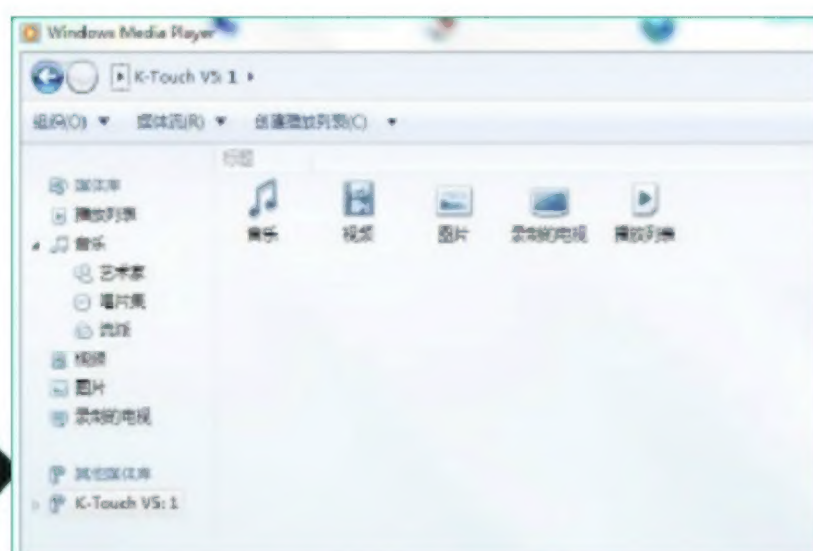 Windows Media Player
K-Touch V5: 1
组织(O) 媒体流(R) 创建播放列表(C)
标题
媒体库
播放列表
音乐
艺术家
唱片集
流派
视频
图片
录制的电视
其他媒体库
K-Touch V5: 1
音乐 视频 图片 录制的电视 播放列表